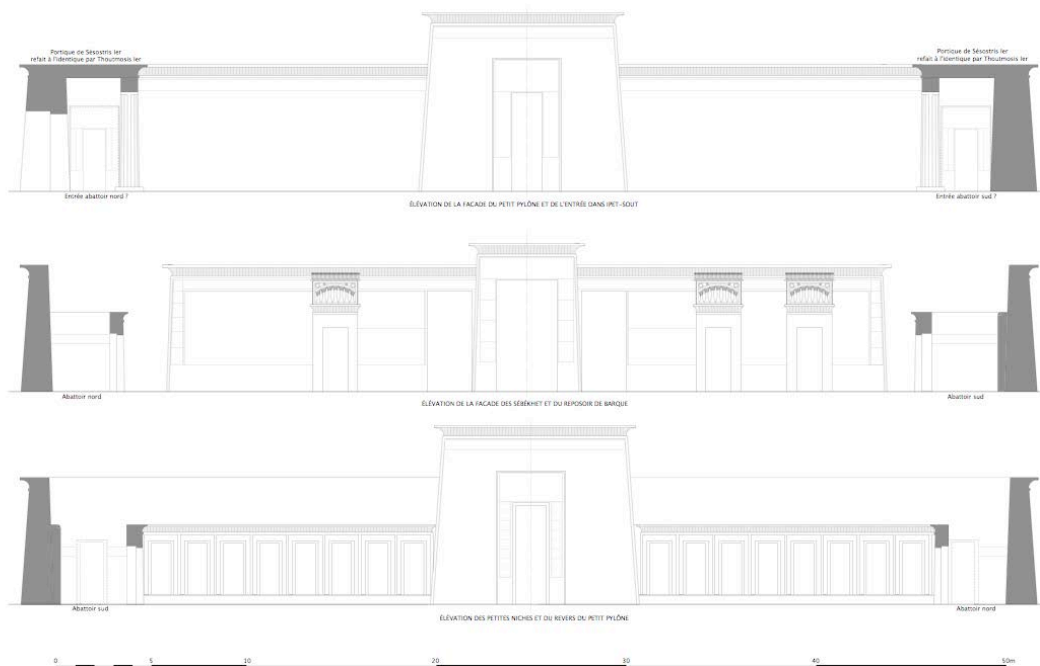 Portique de Sésostris Ier
refait à l'identique par Thoutmosis Ier
Portique de Sésostris Ier
refait à l'identique par Thoutmosis Ier
Entrée abattoir nord ?
Entrée abattoir sud ?
ÉLÉVATION DE LA FACADE DU PETIT PYLÔNE ET DE L'ENTRÉE DANS IPET-SOUT
Abattoir nord
Abattoir sud
ÉLÉVATION DE LA FACADE DES SÉBÉKHET ET DU REPOSOIR DE BARQUE
Abattoir sud
Abattoir nord
ÉLÉVATION DES PETITES NICHES ET DU REVERS DU PETIT PYLÔNE
0 5 10 20 30 40 50m